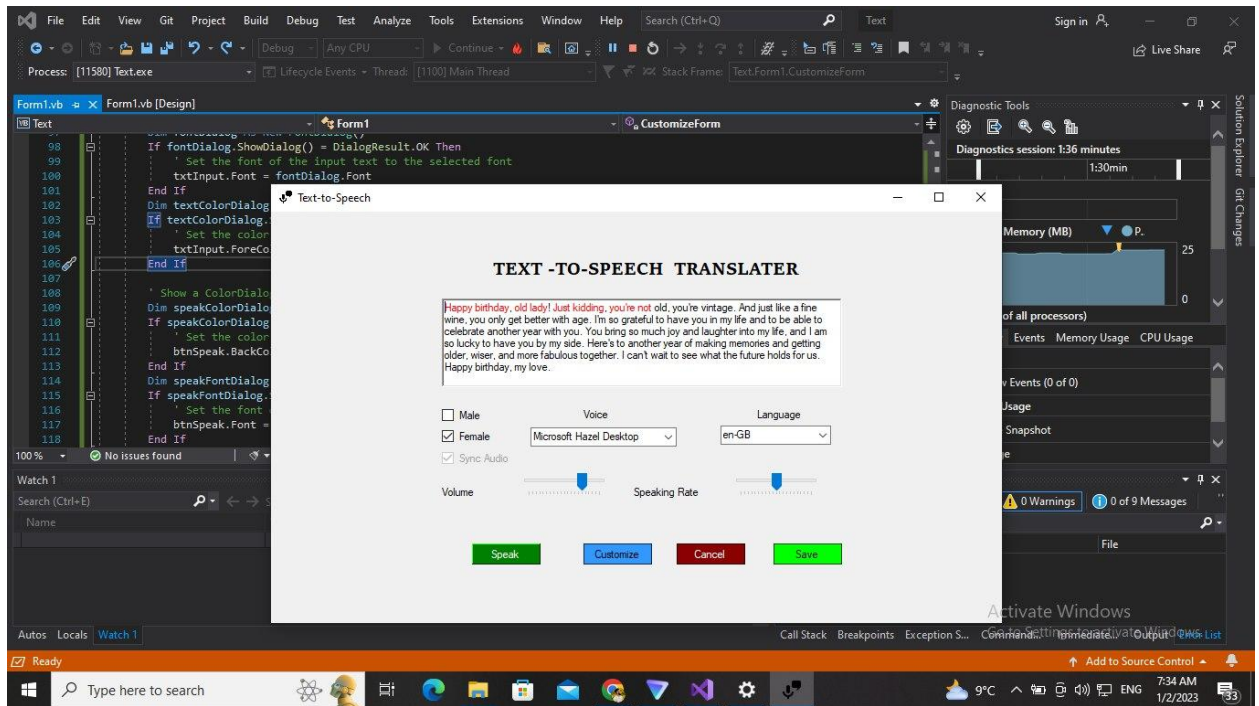 File Edit View Git Project Build Debug Test Analyze Tools Extensions Window Help Search (Ctrl+Q) Text Sign in
Debug Any CPU Continue Live Share
Process: [11580] Text.exe Lifecycle Events Thread: [1100] Main Thread Stack Frame: Text.Form1.CustomizeForm
Form1.vb Form1.vb [Design]
VB Text Form1 CustomizeForm
98 If fontDialog.ShowDialog() = DialogResult.OK Then
99 ' Set the font of the input text to the selected font
100 txtInput.Font = fontDialog.Font
101 End If
102 Dim textColorDialog
103 If textColorDialog.
104 ' Set the color
105 txtInput.ForeCo
106 End If
107
108 ' Show a ColorDialo
109 Dim speakColorDialo
110 If speakColorDialog
111 ' Set the color
112 btnSpeak.BackCo
113 End If
114 Dim speakFontDialog
115 If speakFontDialog.
116 ' Set the font
117 btnSpeak.Font =
118 End If
100 % No issues found
Watch 1
Search (Ctrl+E)
Name
Autos Locals Watch 1
Text-to-Speech
TEXT -TO-SPEECH TRANSLATER
Happy birthday, old lady! Just kidding, you're not old, you're vintage. And just like a fine
wine, you only get better with age. I'm so grateful to have you in my life and to be able to
celebrate another year with you. You bring so much joy and laughter into my life, and I am
so lucky to have you by my side. Here's to another year of making memories and getting
older, wiser, and more fabulous together. I can't wait to see what the future holds for us.
Happy birthday, my love.
Male Voice Language
Female Microsoft Hazel Desktop en-GB
Sync Audio
Volume Speaking Rate
Speak Customize Cancel Save
Diagnostic Tools
Diagnostics session: 1:36 minutes
1:30min
Memory (MB) P.
25
0
of all processors)
Events Memory Usage CPU Usage
Events (0 of 0)
Usage
Snapshot
0 Warnings 0 of 9 Messages
File
Solution Explorer
Git Changes
Activate Windows
Go to Settings to activate Windows.
Call Stack Breakpoints Exception S... Command... Immediate... Output Error List
Ready Add to Source Control
Type here to search 9°C ENG 7:34 AM
1/2/2023
33